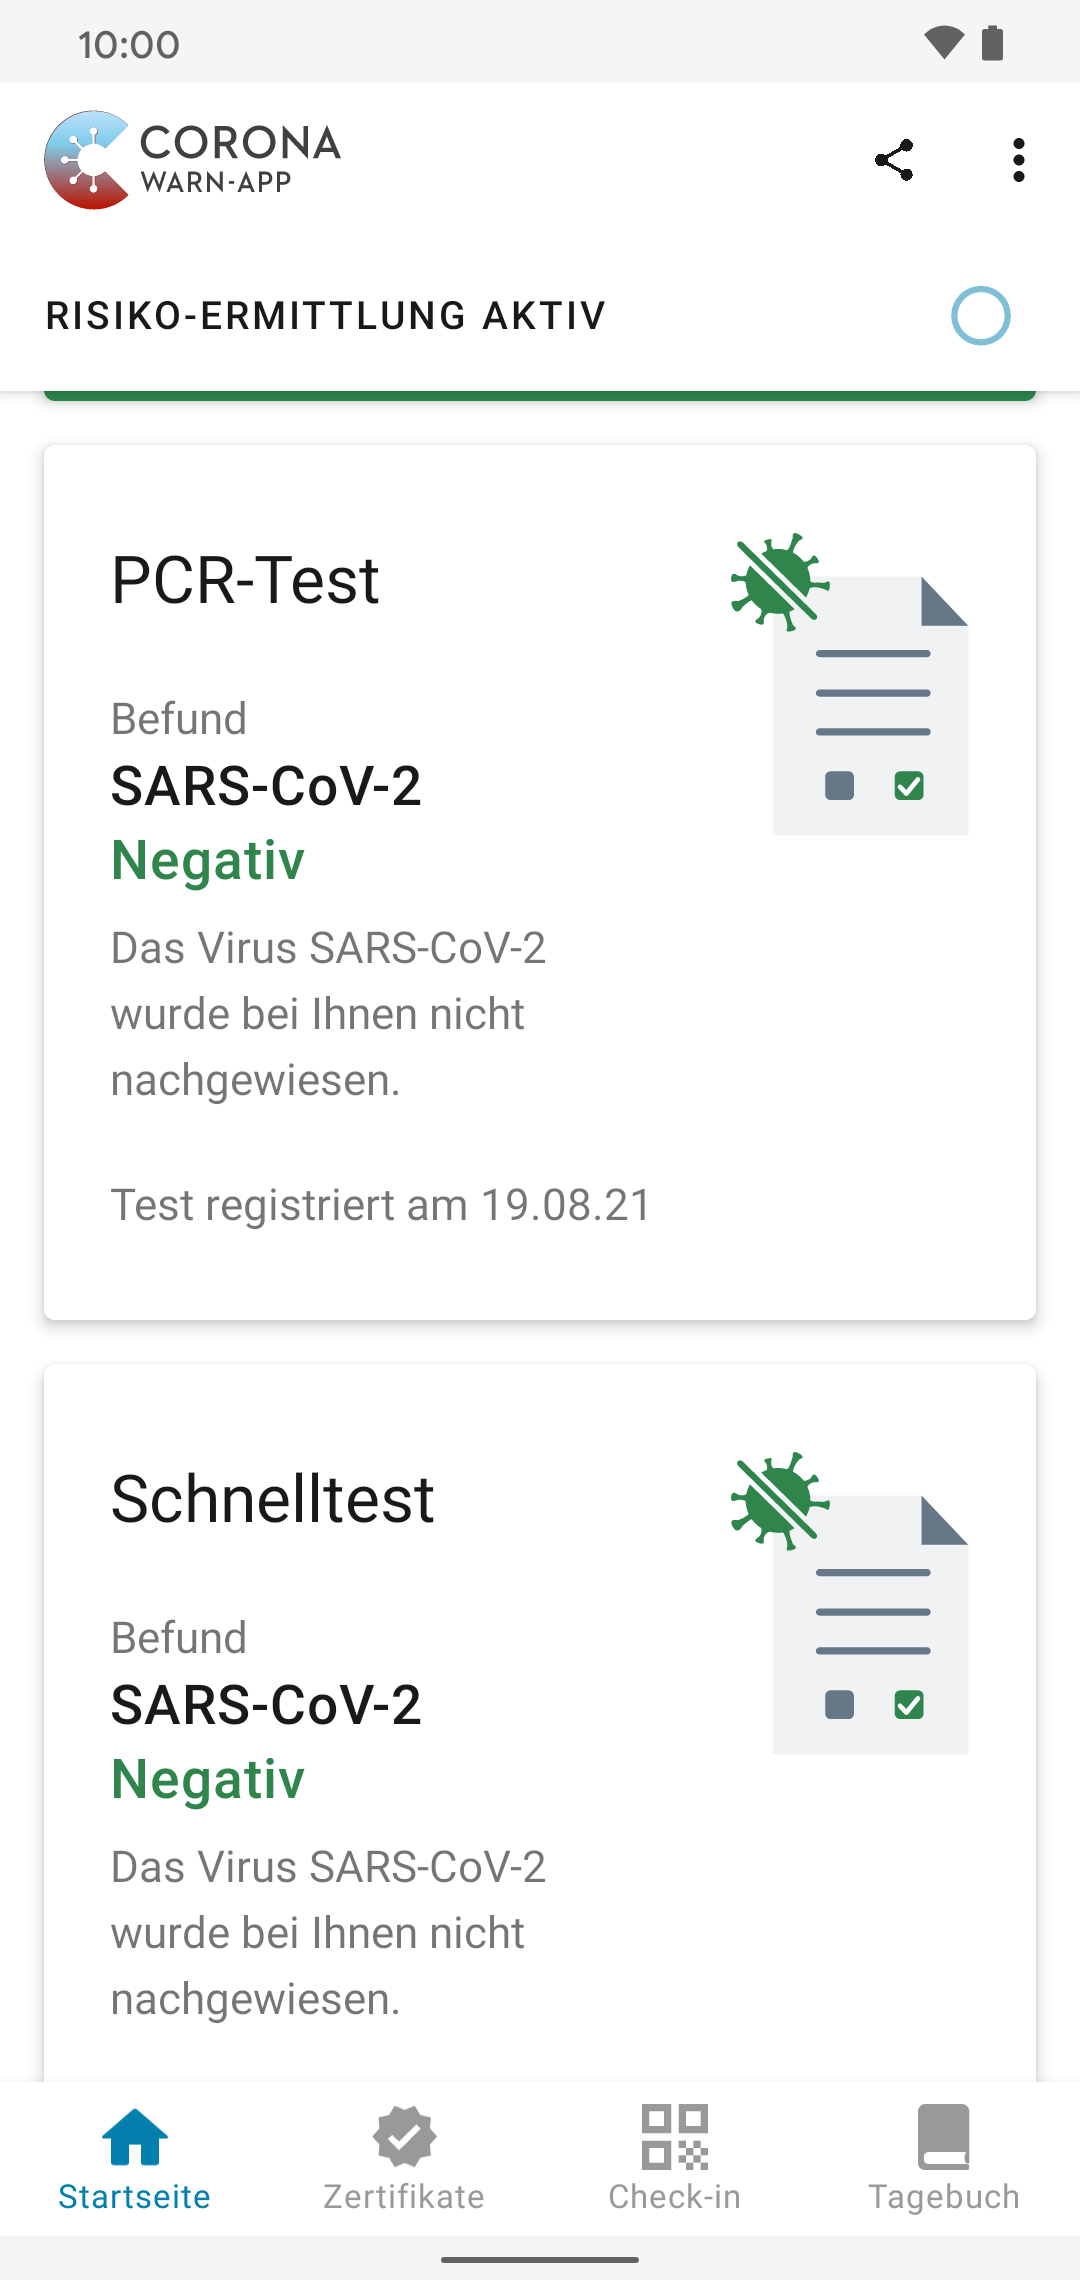 10:00
CORONA
WARN-APP
RISIKO-ERMITTLUNG AKTIV
PCR-Test
Befund
SARS-CoV-2
Negativ
Das Virus SARS-CoV-2
wurde bei Ihnen nicht
nachgewiesen.
Test registriert am 19.08.21
Schnelltest
Befund
SARS-CoV-2
Negativ
Das Virus SARS-CoV-2
wurde bei Ihnen nicht
nachgewiesen.
Startseite
Zertifikate
Check-in
Tagebuch